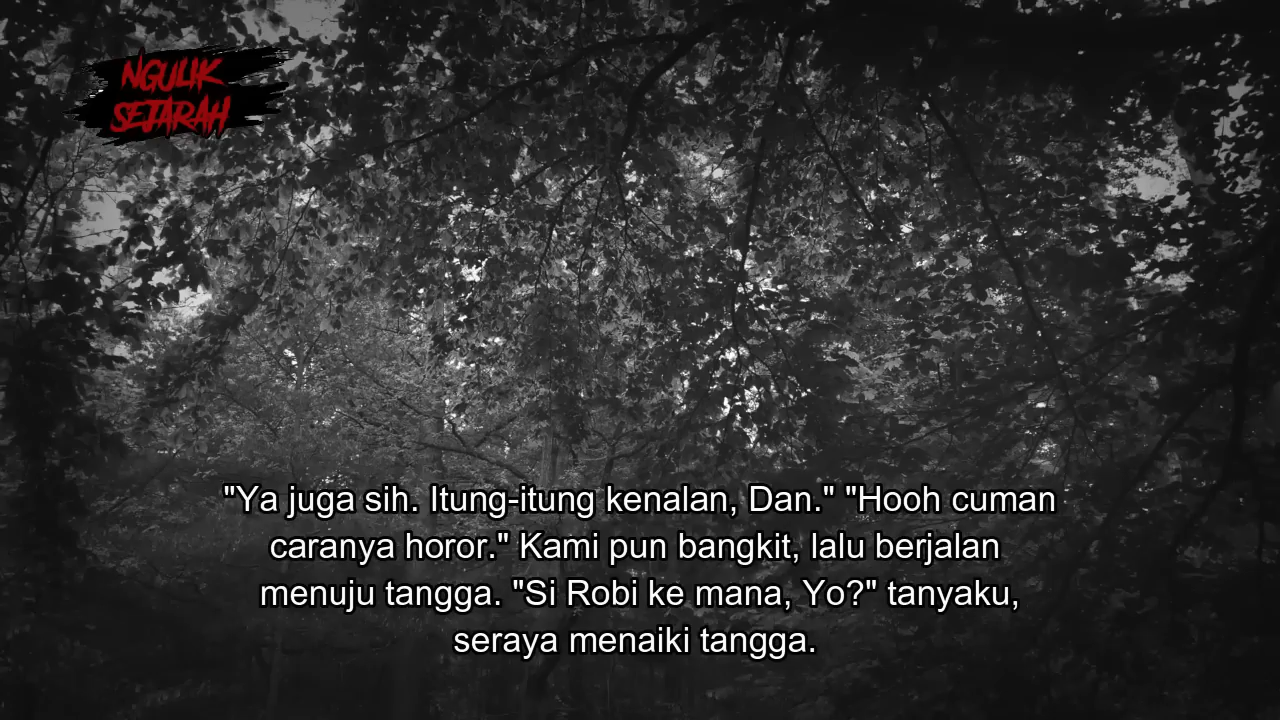 NGULIK
SEJARAH
"Ya juga sih. Itung-itung kenalan, Dan." "Hooh cuman
caranya horor." Kami pun bangkit, lalu berjalan
menuju tangga. "Si Robi ke mana, Yo?" tanyaku,
seraya menaiki tangga.